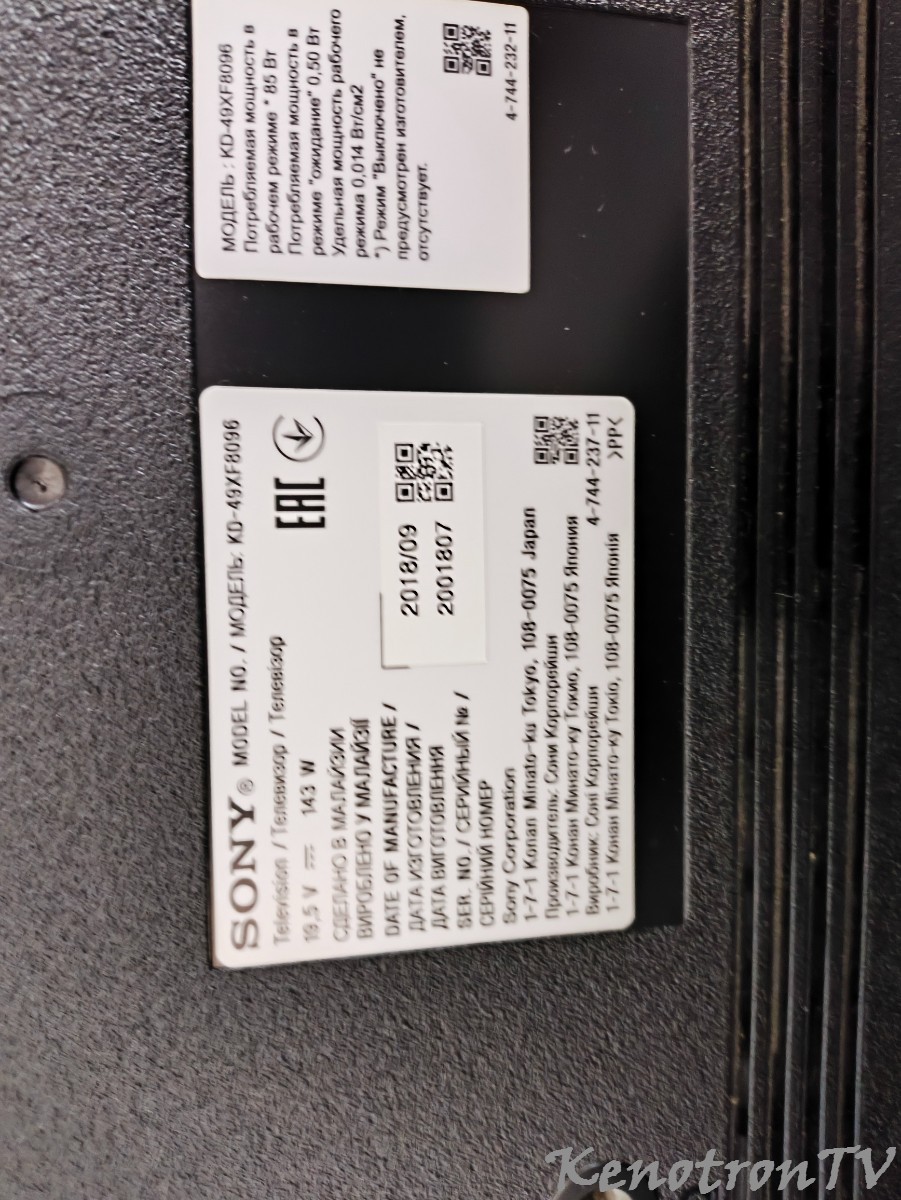 SONY® MODEL NO. / МОДЕЛЬ: KD-49XF8096
Television / Телевизор / Телевізор
19,5 V ⎓ 143 W
СДЕЛАНО В МАЛАЙЗИИ
ВИРОБЛЕНО У МАЛАЙЗІЇ
EAC
DATE OF MANUFACTURE /
ДАТА ИЗГОТОВЛЕНИЯ /
ДАТА ВИГОТОВЛЕННЯ
2018/09
SER. NO. / СЕРИЙНЫЙ № /
СЕРІЙНИЙ НОМЕР
2001807
Sony Corporation
1-7-1 Konan Minato-ku Tokyo, 108-0075 Japan
Производитель: Сони Корпорейшн
1-7-1 Конан Минато-ку Токио, 108-0075 Япония
Виробник: Соні Корпорейшн
1-7-1 Конан Мінато-ку Токіо, 108-0075 Японія
4-744-237-11
>PP<
МОДЕЛЬ : KD-49XF8096
Потребляемая мощность в
рабочем режиме * 85 Вт
Потребляемая мощность в
режиме "ожидание" 0,50 Вт
Удельная мощность рабочего
режима 0,014 Вт/см2
*) Режим "Выключено" не
предусмотрен изготовителем,
отсутствует.
4-744-232-11
KenotronTV